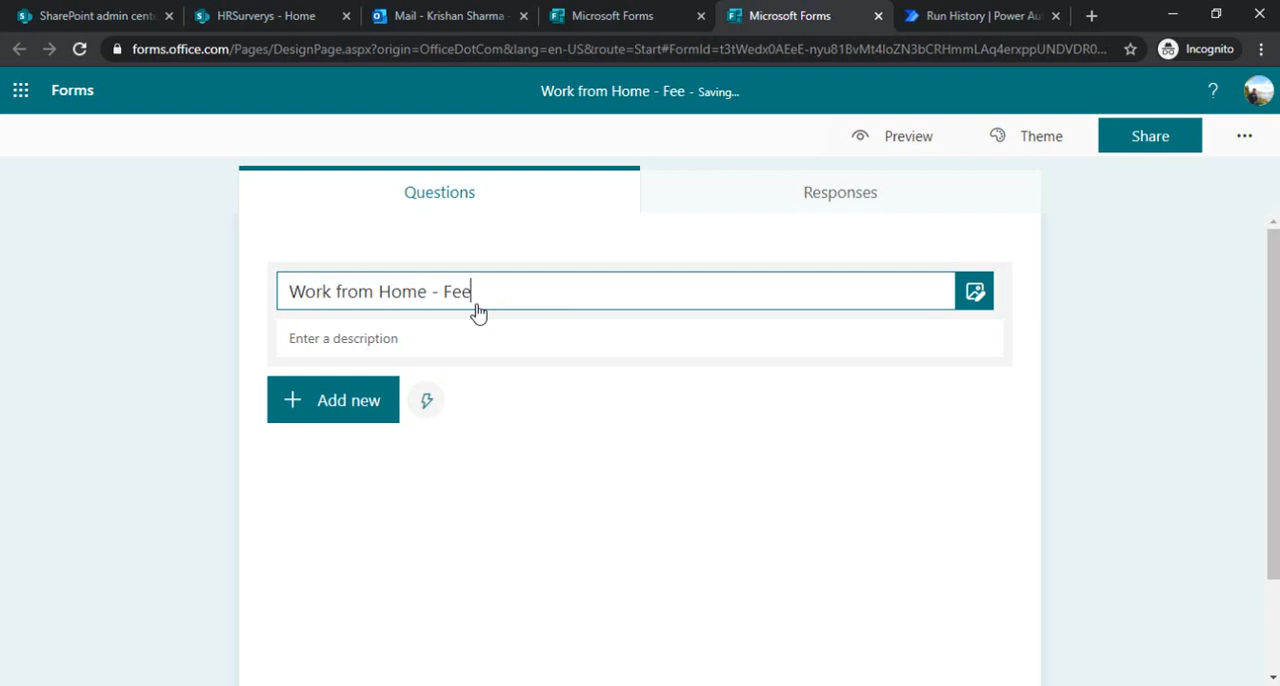 SharePoint admin cent
HRSurverys - Home
Mail - Krishan Sharma -
Microsoft Forms
Microsoft Forms
Run History | Power Au
forms.office.com/Pages/DesignPage.aspx?origin=OfficeDotCom&lang=en-US&route=Start#FormId=t3tWedx0AEeE-nyu81BvMt4loZN3bCRHmmLAq4erxppUNDVDR0...
Incognito
Forms
Work from Home - Fee - Saving...
?
Preview
Theme
Share
Questions
Responses
Work from Home - Fee
Enter a description
+ Add new